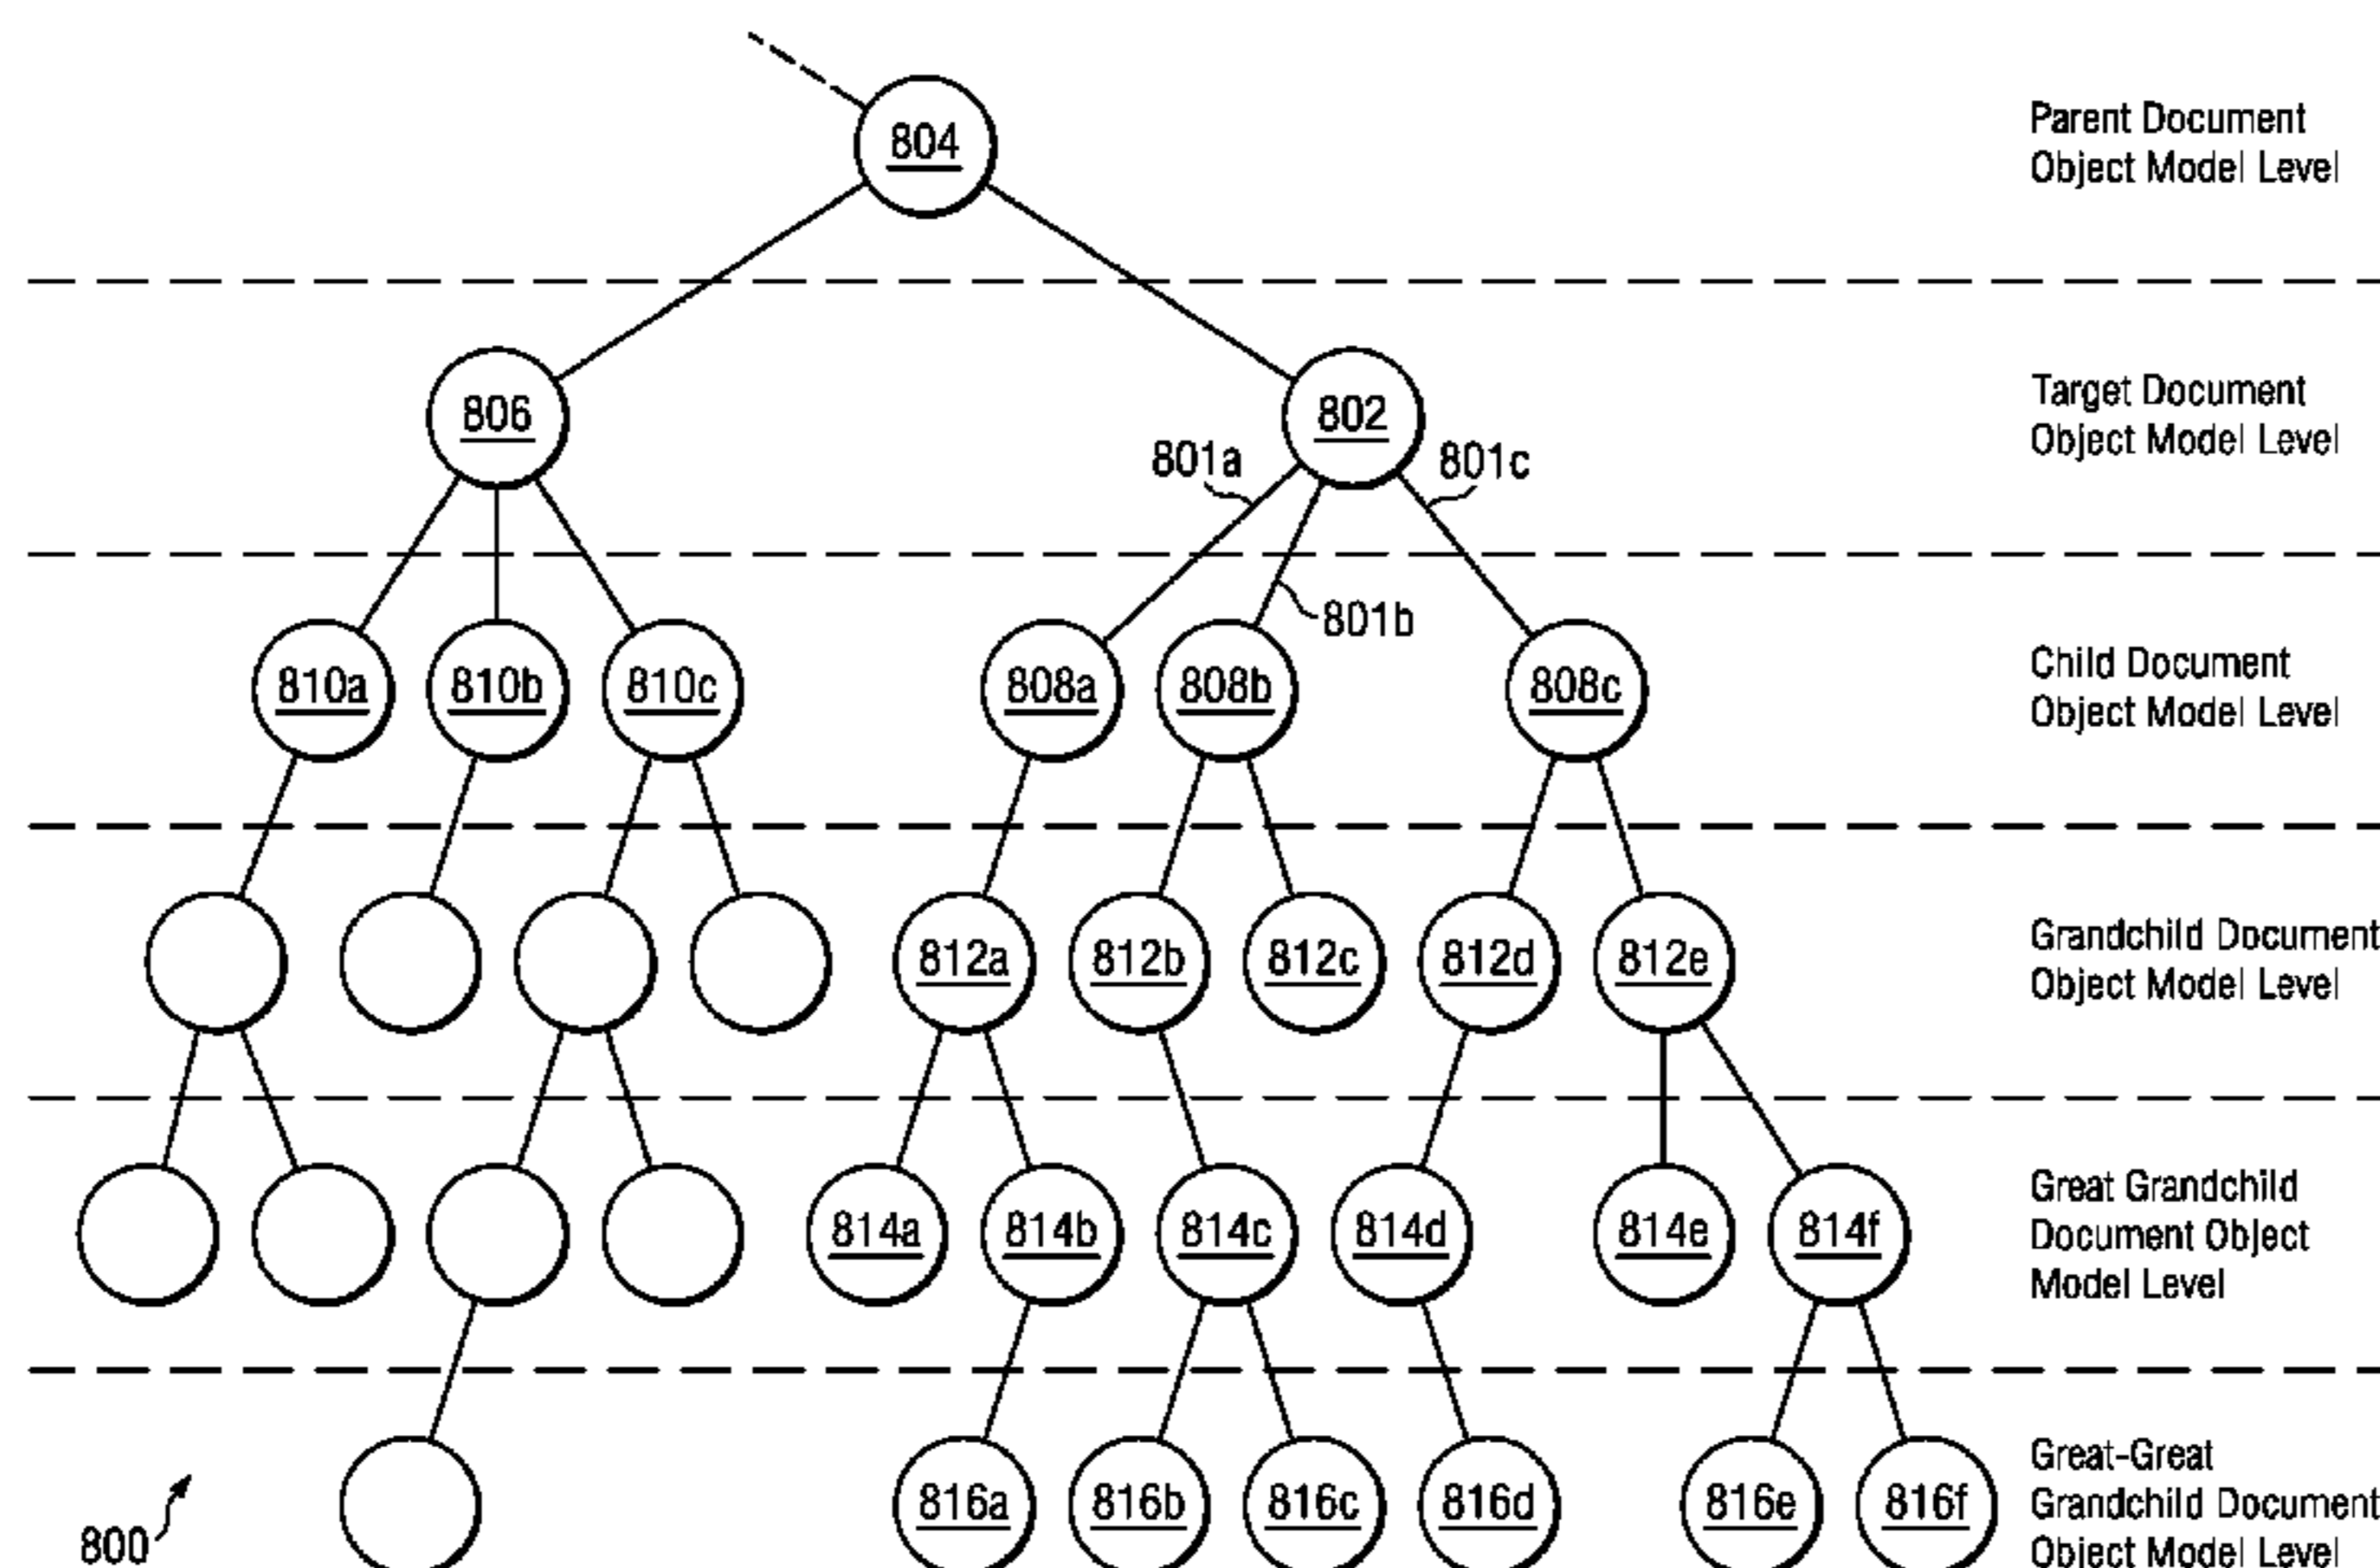 804
Parent Document
Object Model Level
806
802
Target Document
Object Model Level
801a
801c
801b
810a
810b
810c
808a
808b
808c
Child Document
Object Model Level
812a
812b
812c
812d
812e
Grandchild Document
Object Model Level
814a
814b
814c
814d
814e
814f
Great Grandchild
Document Object
Model Level
816a
816b
816c
816d
816e
816f
Great-Great
Grandchild Document
Object Model Level
800